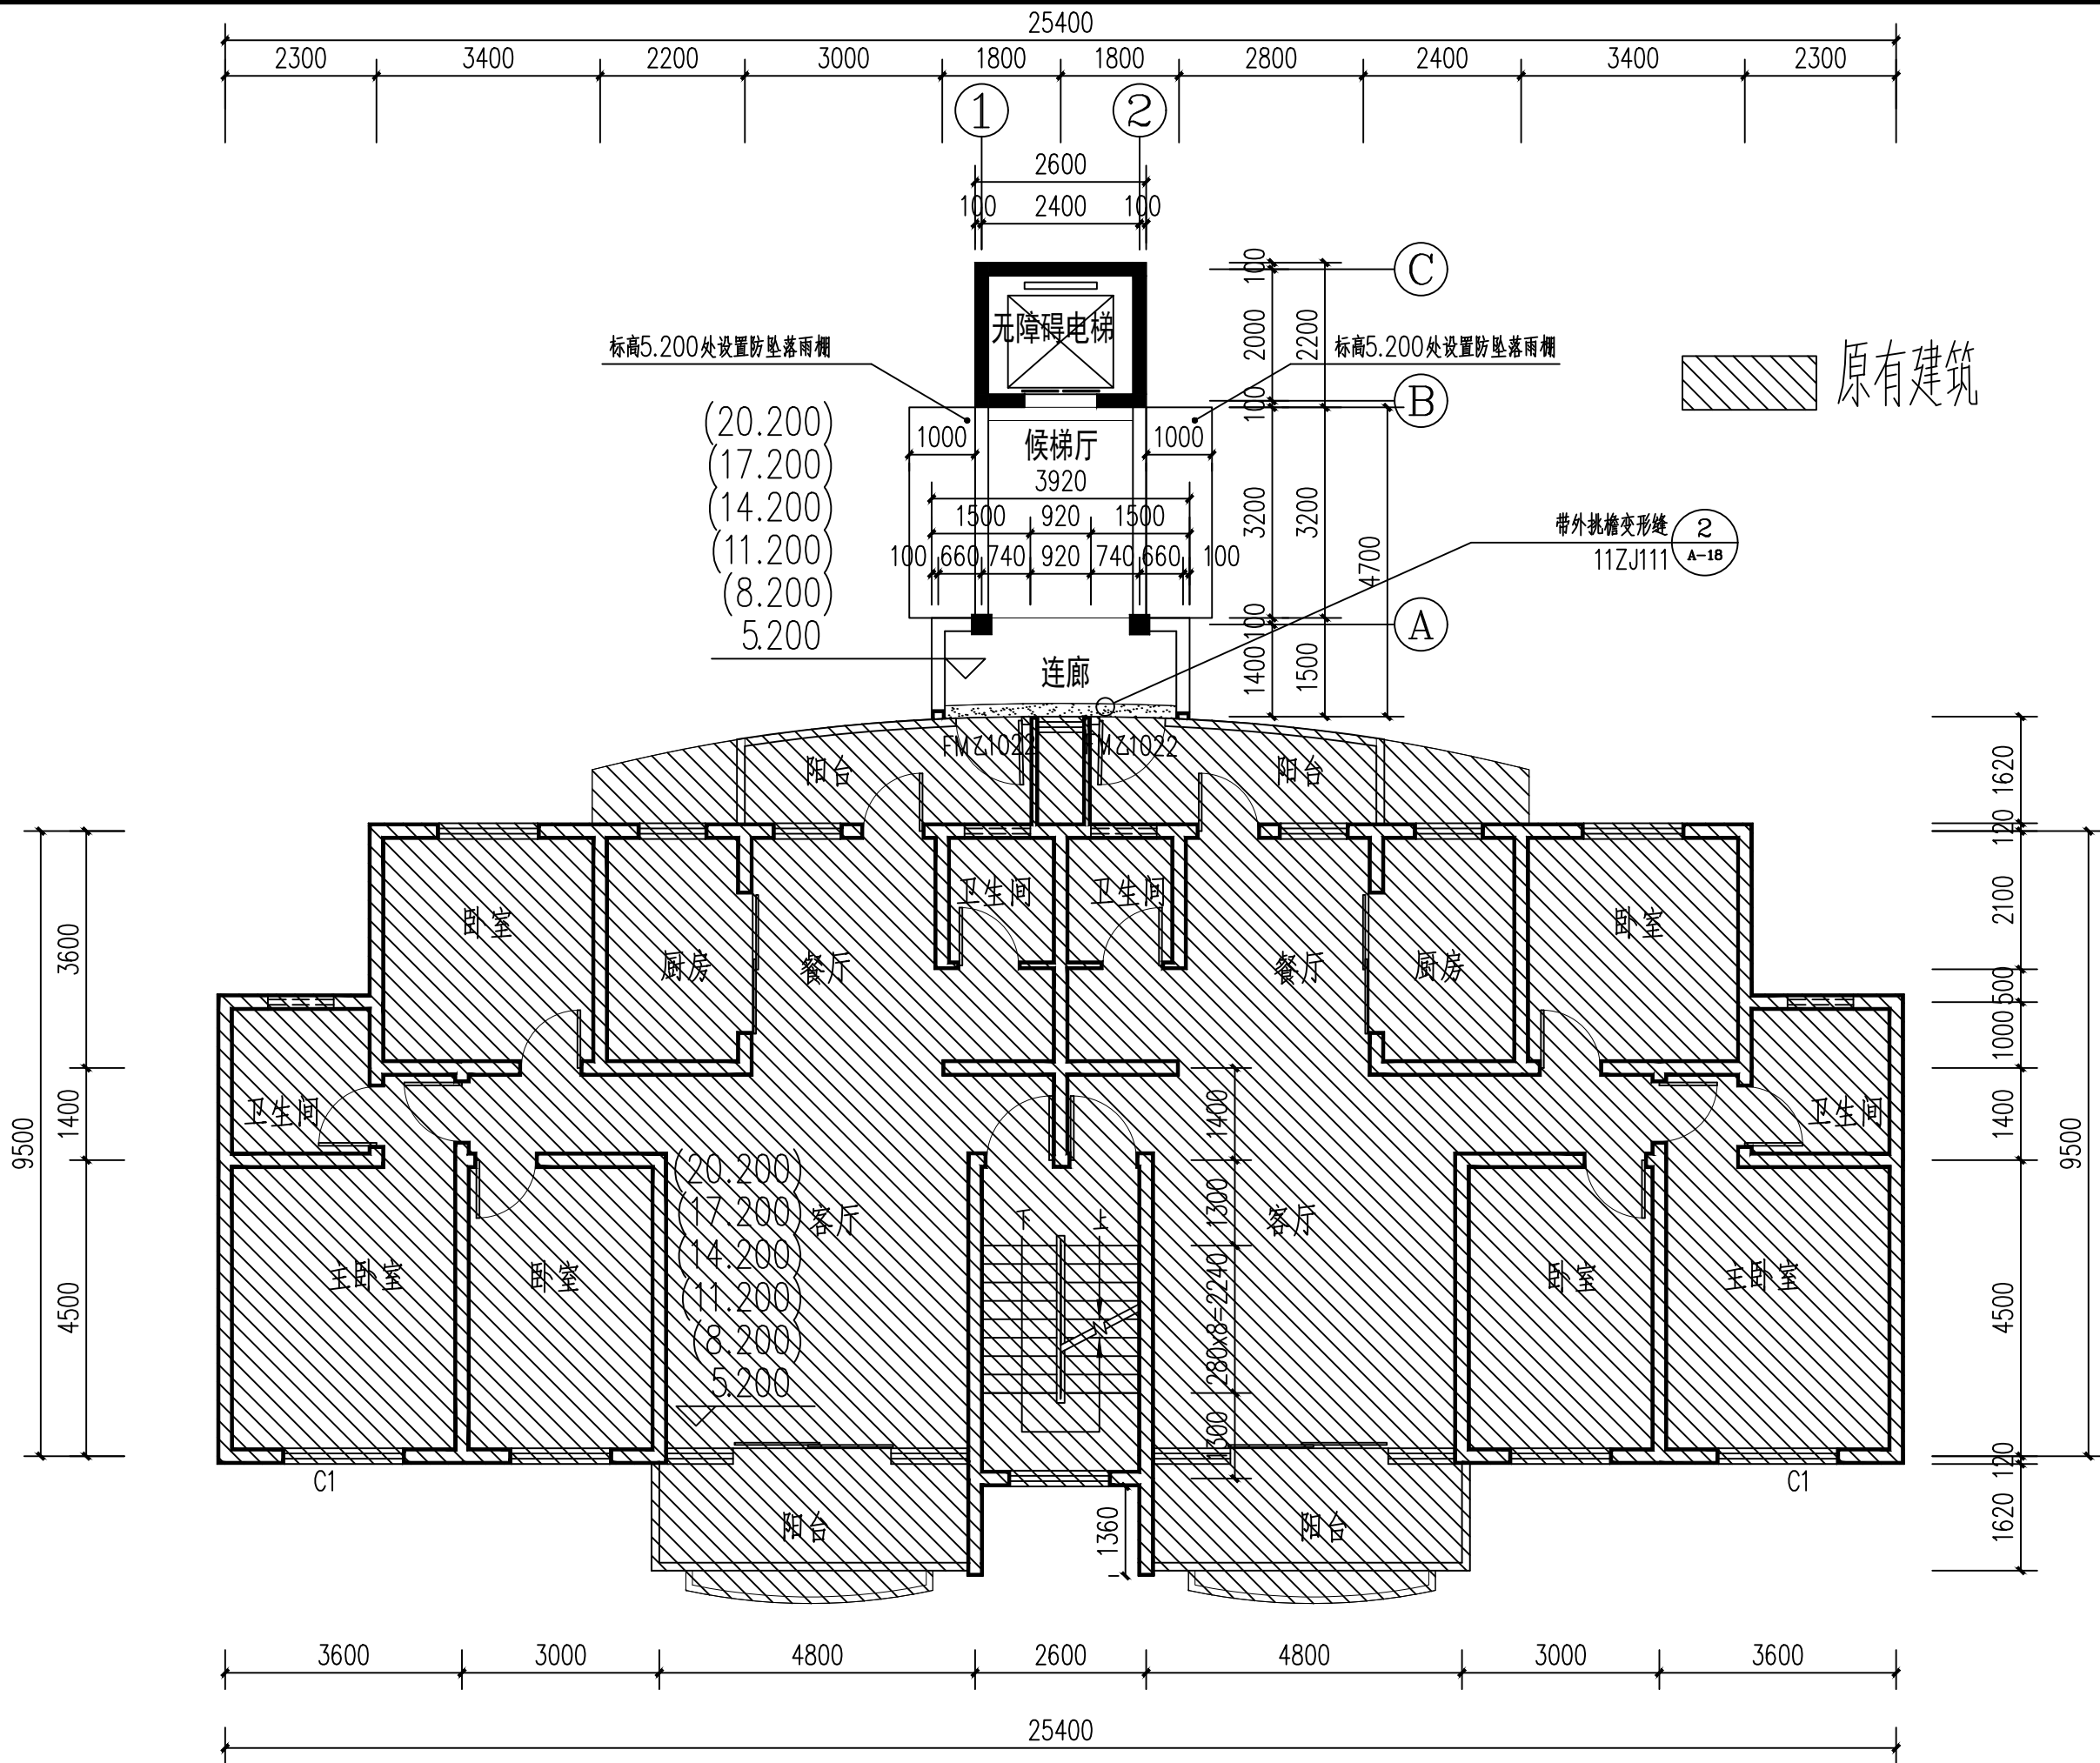 25400
2300 3400 2200 3000 1800 1800 2800 2400 3400 2300
1 2
2600
100 2400 100
C
100
无障碍电梯
2000 2200
标高5.200处设置防坠落雨棚
标高5.200处设置防坠落雨棚
原有建筑
B
100
(20.200)
(17.200)
(14.200)
(11.200)
(8.200)
5.200
1000 候梯厅 1000
3920
1500 920 1500
100 660 740 920 740 660 100
3200 3200
4700
带外挑檐变形缝
11ZJ111
2
A-18
A
100
1400 1500
连廊
FMZ1022 FMZ1022
阳台 阳台
1620
120
卫生间 卫生间
2100
卧室 厨房 餐厅 餐厅 厨房 卧室
3600
500
1000
卫生间 卫生间
1400 1400 1400
9500 9500
(20.200)
(17.200)
(14.200)
(11.200)
(8.200)
5.200
客厅 下 上 客厅
1300
主卧室 卧室 卧室 主卧室
4500 280x8=2240 4500
1300
120
C1 C1
阳台 阳台
1360
1620
3600 3000 4800 2600 4800 3000 3600
25400